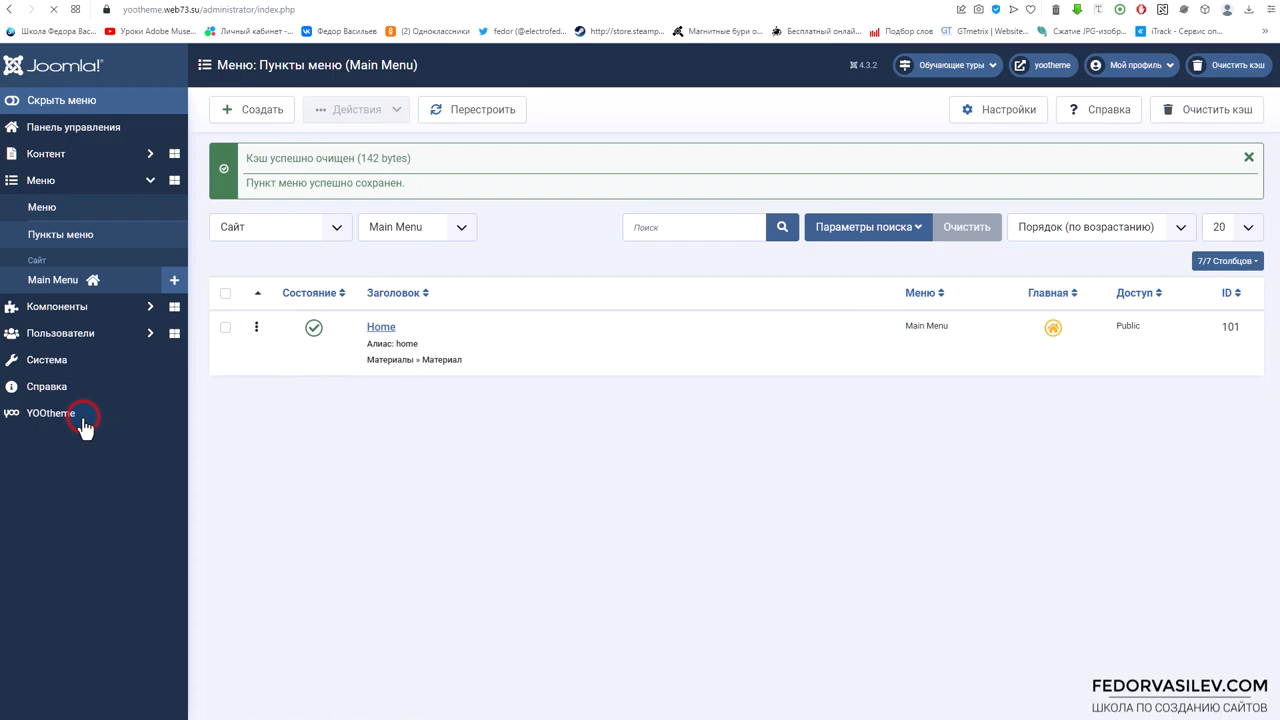 yootheme.web73.su/administrator/index.php
Школа Федора Вас... Уроки Adobe Muse... Личный кабинет -... Федор Васильев (2) Одноклассники fedor (@electrofed... http://store.steamp... Магнитные бури о... Бесплатный онлай... Подбор слов GTmetrix | Website... Сжатие JPG-изобр... iTrack - Сервис оп... »
Joomla!
Меню: Пункты меню (Main Menu)
4.3.2
Обучающие туры
yootheme
Мой профиль
Очистить кэш
Скрыть меню
Панель управления
Контент
Меню
Меню
Пункты меню
Сайт
Main Menu
Компоненты
Пользователи
Система
Справка
yoo YOOtheme
Создать
Действия
Перестроить
Настройки
? Справка
Очистить кэш
Кэш успешно очищен (142 bytes)
Пункт меню успешно сохранен.
Сайт
Main Menu
Поиск
Параметры поиска
Очистить
Порядок (по возрастанию)
20
7/7 Столбцов
Состояние Заголовок Меню Главная Доступ ID
Home Main Menu Public 101
Алиас: home
Материалы » Материал
FEDORVASILEV.COM
ШКОЛА ПО СОЗДАНИЮ САЙТОВ